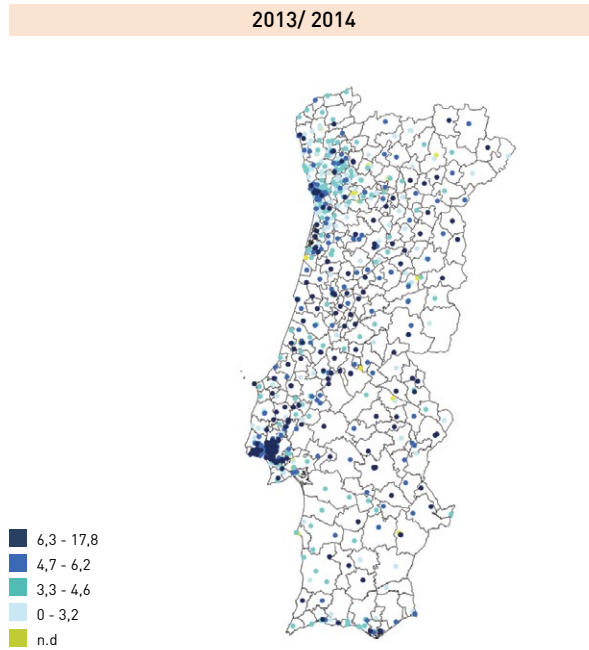 2013/ 2014
6,3 - 17,8
4,7 - 6,2
3,3 - 4,6
0 - 3,2
n.d